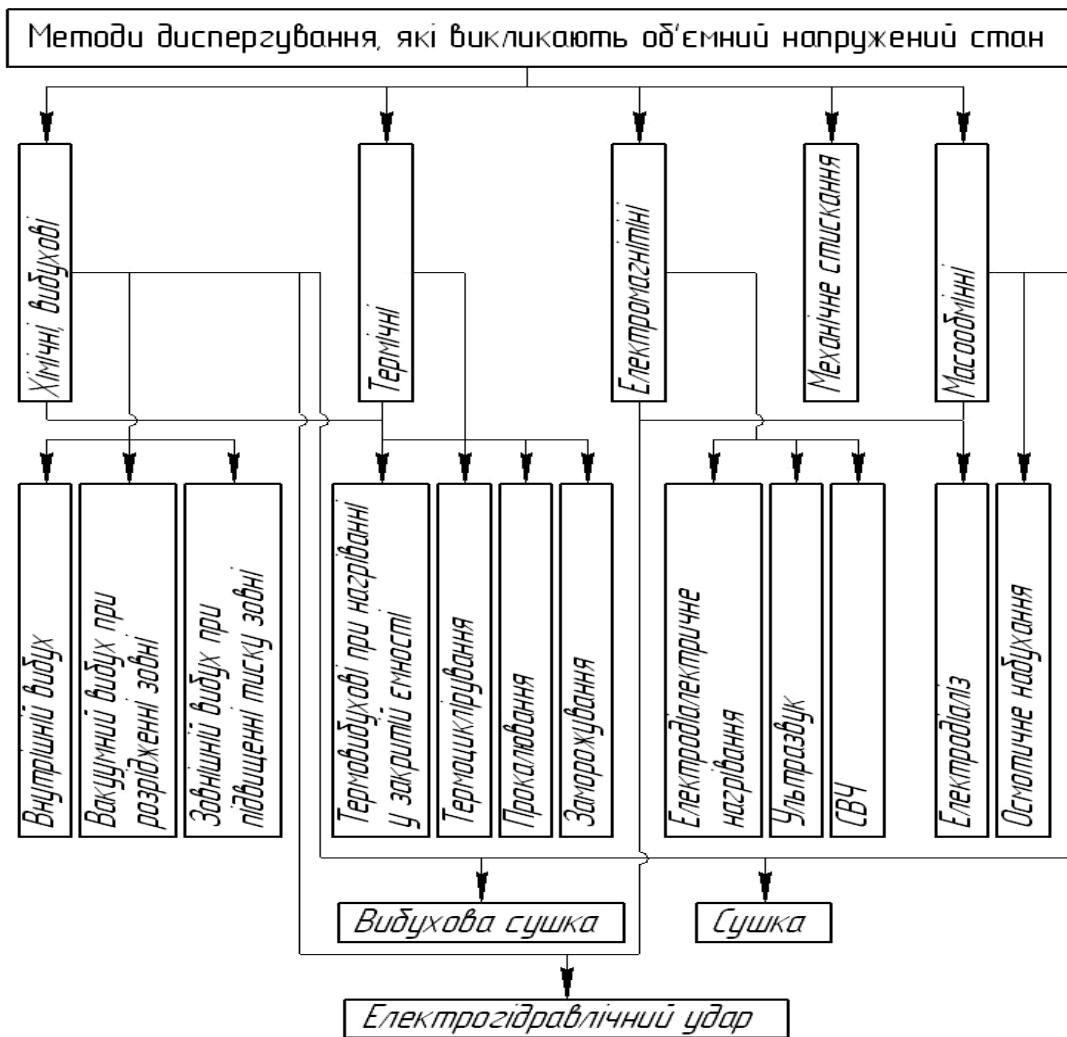 Методи диспергування, які викликають об'ємний напружений стан
Хімічні, вибухові
Термічні
Електромагнітіні
Механічне стискання
Масообмінні
Внутрішній вибух
Вакуумний вибух при
розрідженні зовні
Зовнішній вибух при
підвищенні тиску зовні
Термовибухові при нагріванні
у закритій ємності
Термоциклірування
Прокалювання
Заморожування
Електродіалектричне
нагрівання
Ультразвук
СВЧ
Електродіаліз
Осмотичне набухання
Вибухова сушка
Сушка
Електрогідравлічний удар